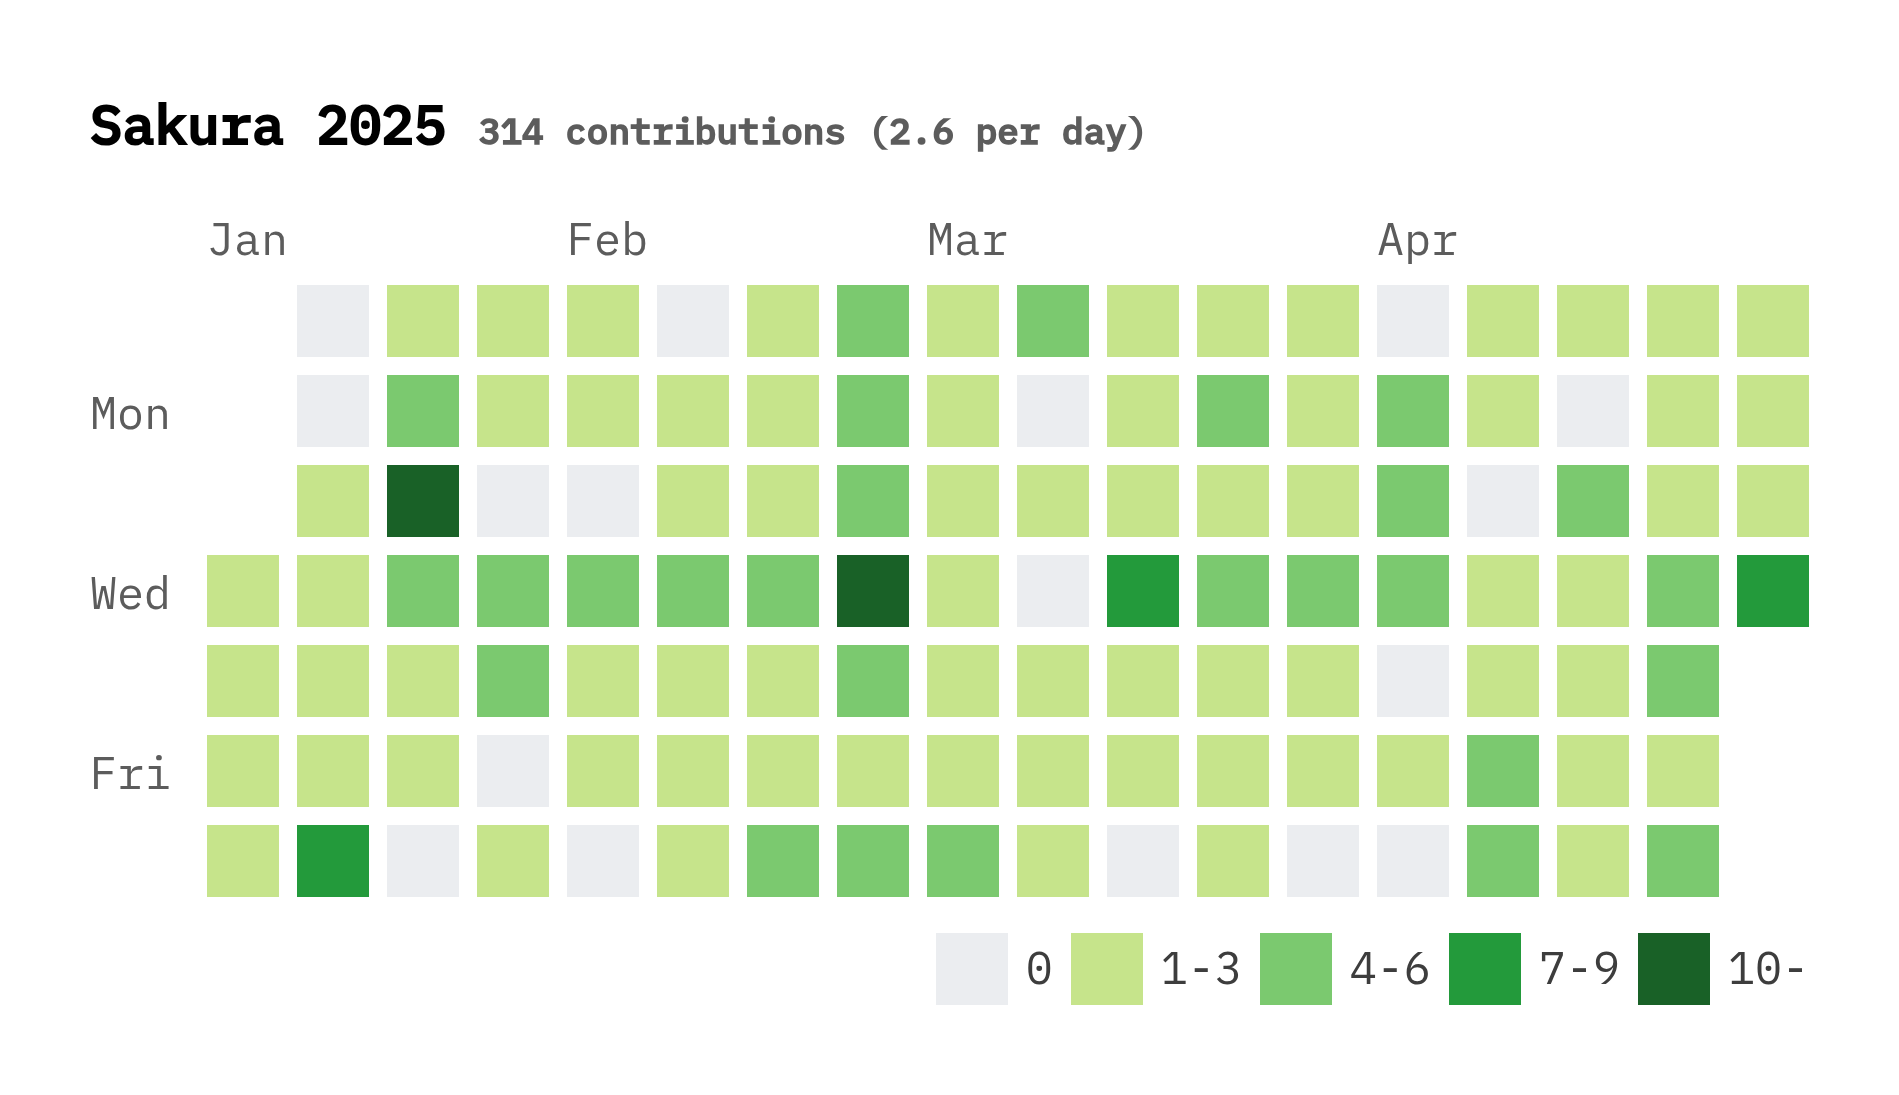 Sakura 2025 314 contributions (2.6 per day)
Jan Feb Mar Apr
Mon
Wed
Fri
0 1-3 4-6 7-9 10-